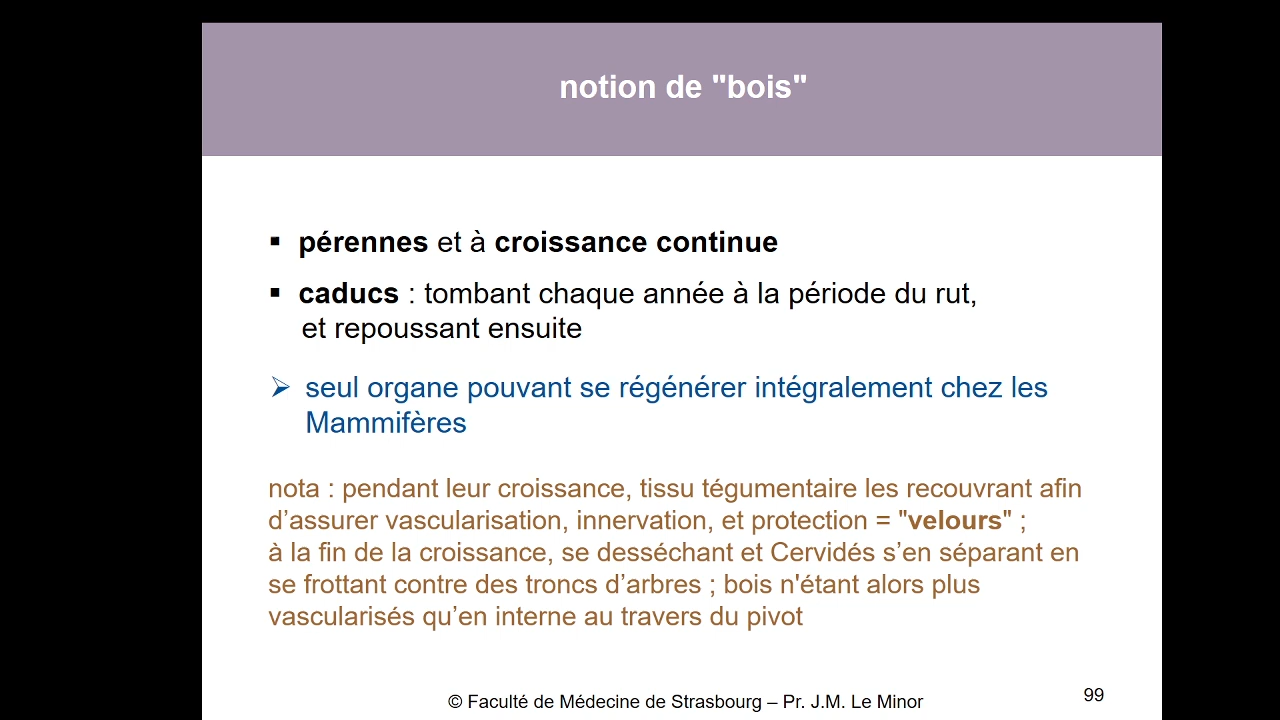 notion de "bois"
▪ pérennes et à croissance continue
▪ caducs : tombant chaque année à la période du rut,
et repoussant ensuite
➢ seul organe pouvant se régénérer intégralement chez les
Mammifères
nota : pendant leur croissance, tissu tégumentaire les recouvrant afin
d’assurer vascularisation, innervation, et protection = "velours" ;
à la fin de la croissance, se desséchant et Cervidés s’en séparant en
se frottant contre des troncs d’arbres ; bois n'étant alors plus
vascularisés qu’en interne au travers du pivot
© Faculté de Médecine de Strasbourg – Pr. J.M. Le Minor
99